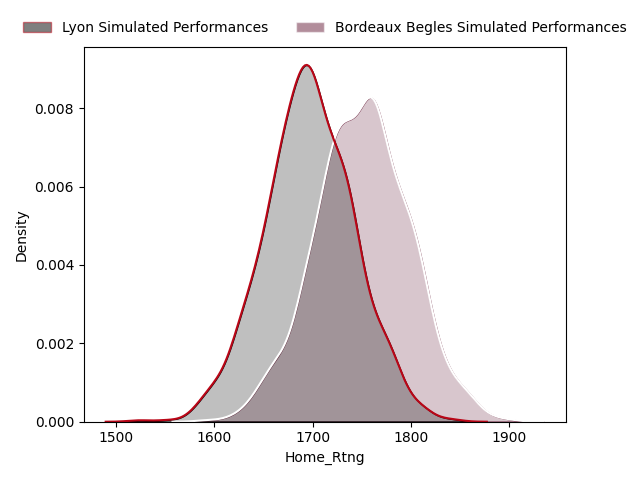 Lyon Simulated Performances
Bordeaux Begles Simulated Performances
0.008
0.006
0.004
0.002
0.000
Density
1500
1600
1700
1800
1900
Home_Rtng